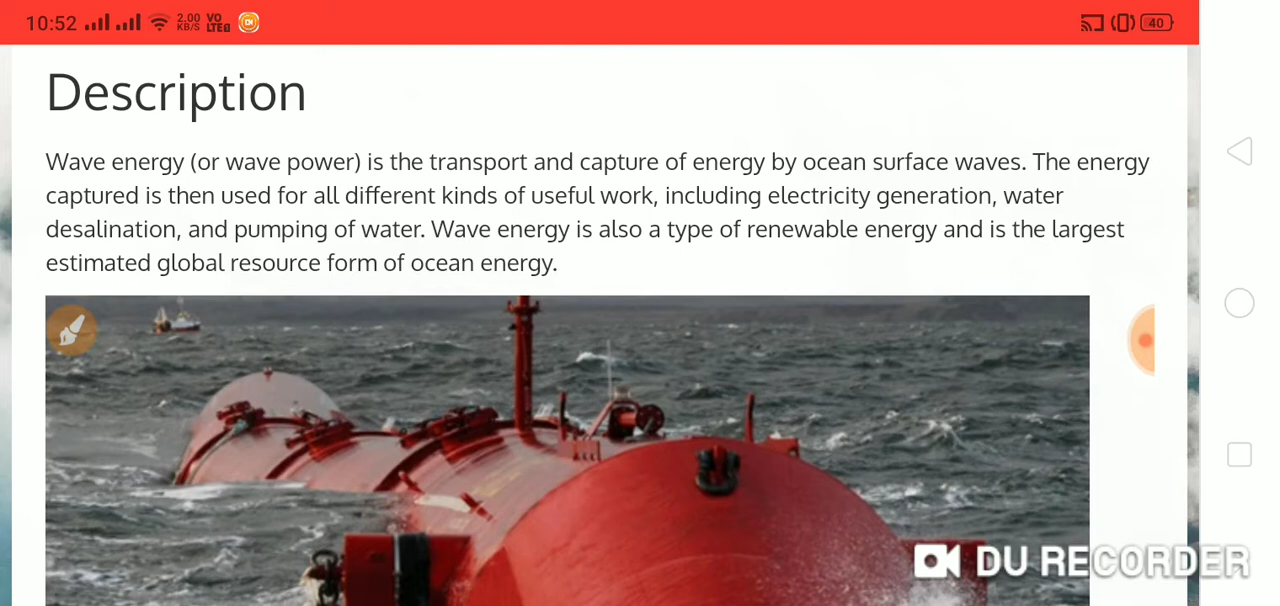 10:52 2.00 KB/S VO LTE 40
Description
Wave energy (or wave power) is the transport and capture of energy by ocean surface waves. The energy
captured is then used for all different kinds of useful work, including electricity generation, water
desalination, and pumping of water. Wave energy is also a type of renewable energy and is the largest
estimated global resource form of ocean energy.
DU RECORDER